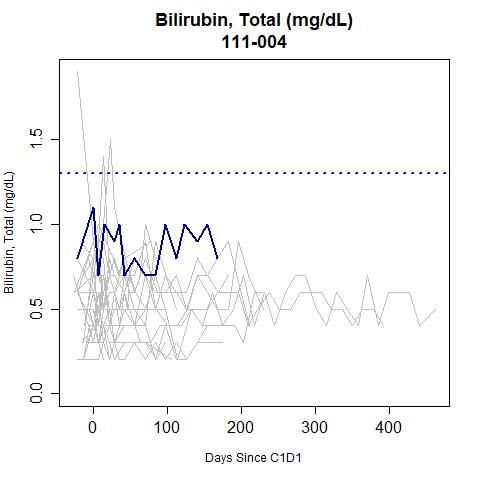 Bilirubin, Total (mg/dL)
111-004
Bilirubin, Total (mg/dL)
1.5
1.0
0.5
0.0
0 100 200 300 400
Days Since C1D1